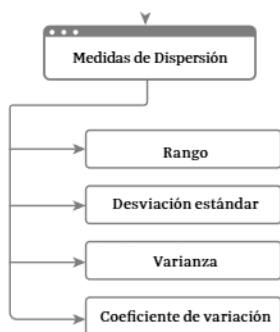 Medidas de Dispersión
Rango
Desviación estándar
Varianza
Coeficiente de variación